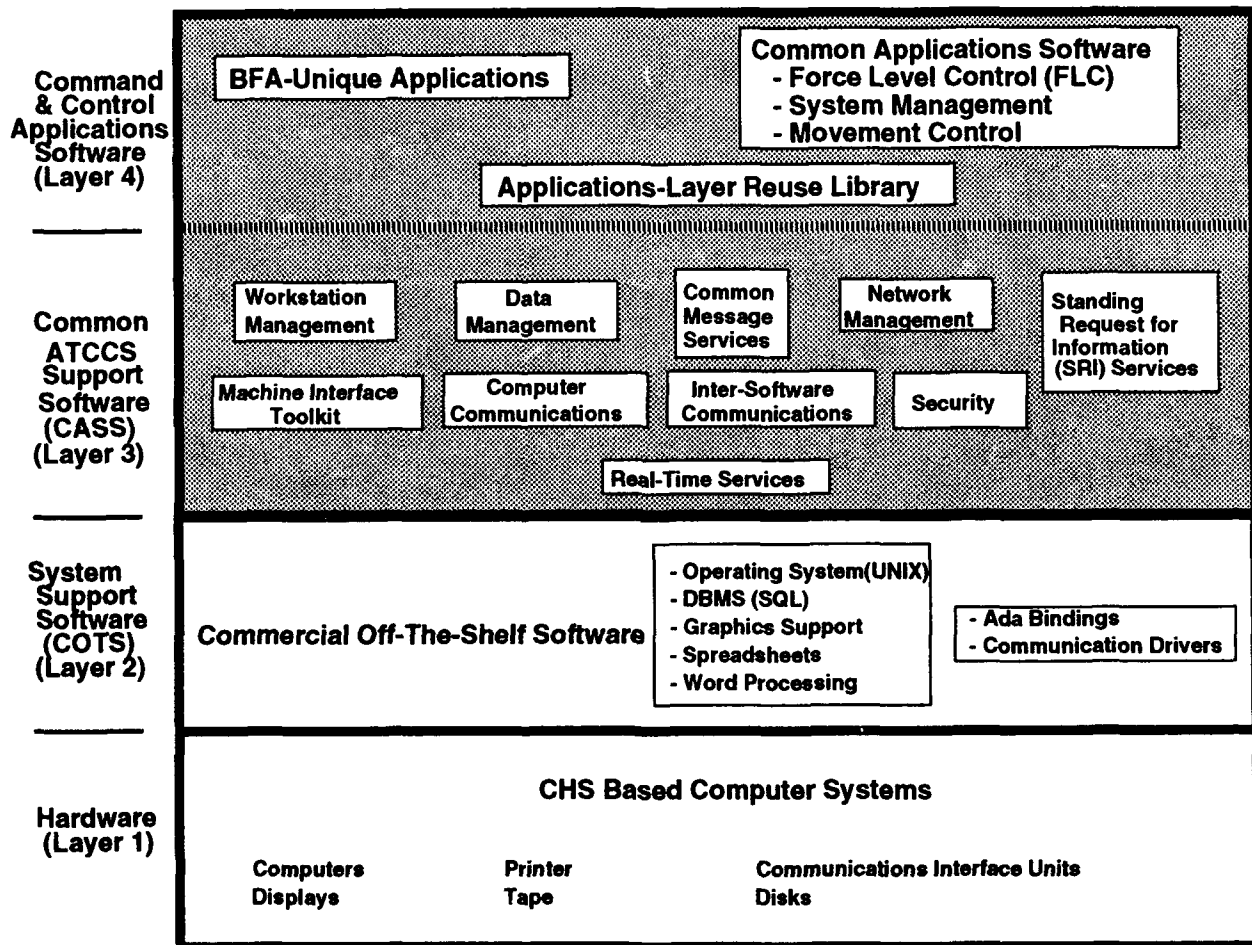 Command
& Control
Applications
Software
(Layer 4)
BFA-Unique Applications
Common Applications Software
- Force Level Control (FLC)
- System Management
- Movement Control
Applications-Layer Reuse Library
Common
ATCCS
Support
Software
(CASS)
(Layer 3)
Workstation
Management
Data
Management
Common
Message
Services
Network
Management
Standing
Request for
Information
(SRI) Services
Machine Interface
Toolkit
Computer
Communications
Inter-Software
Communications
Security
Real-Time Services
System
Support
Software
(COTS)
(Layer 2)
Commercial Off-The-Shelf Software
- Operating System(UNIX)
- DBMS (SQL)
- Graphics Support
- Spreadsheets
- Word Processing
- Ada Bindings
- Communication Drivers
Hardware
(Layer 1)
CHS Based Computer Systems
Computers
Displays
Printer
Tape
Communications Interface Units
Disks